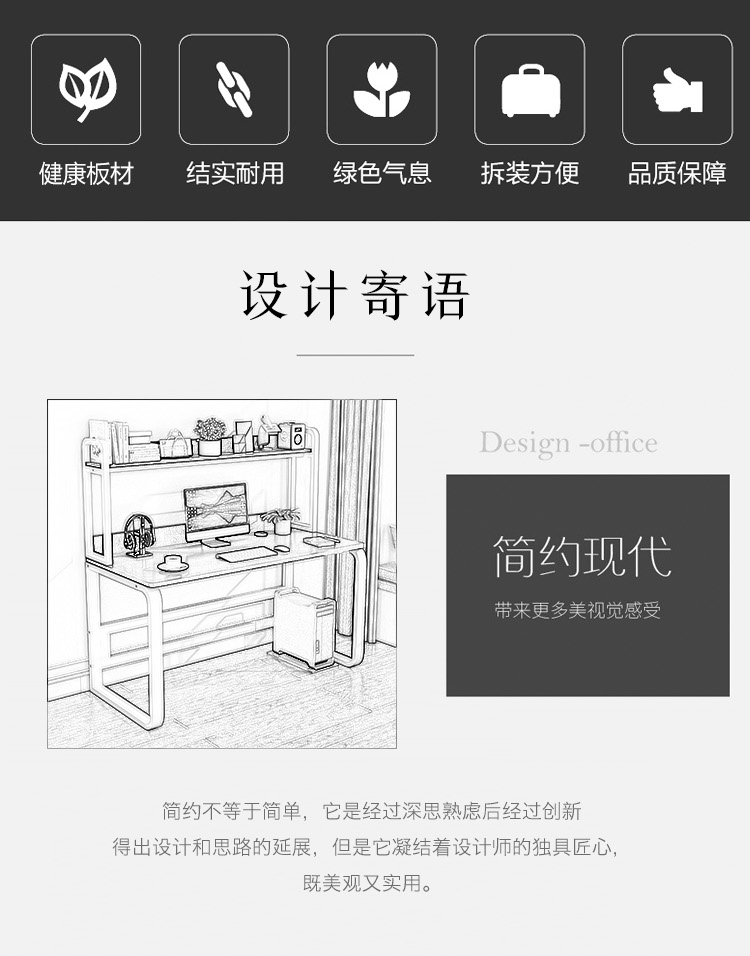 健康板材
结实耐用
绿色气息
拆装方便
品质保障
设计寄语
Design -office
简约现代
带来更多美视觉感受
简约不等于简单，它是经过深思熟虑后经过创新
得出设计和思路的延展，但是它凝结着设计师的独具匠心，
既美观又实用。